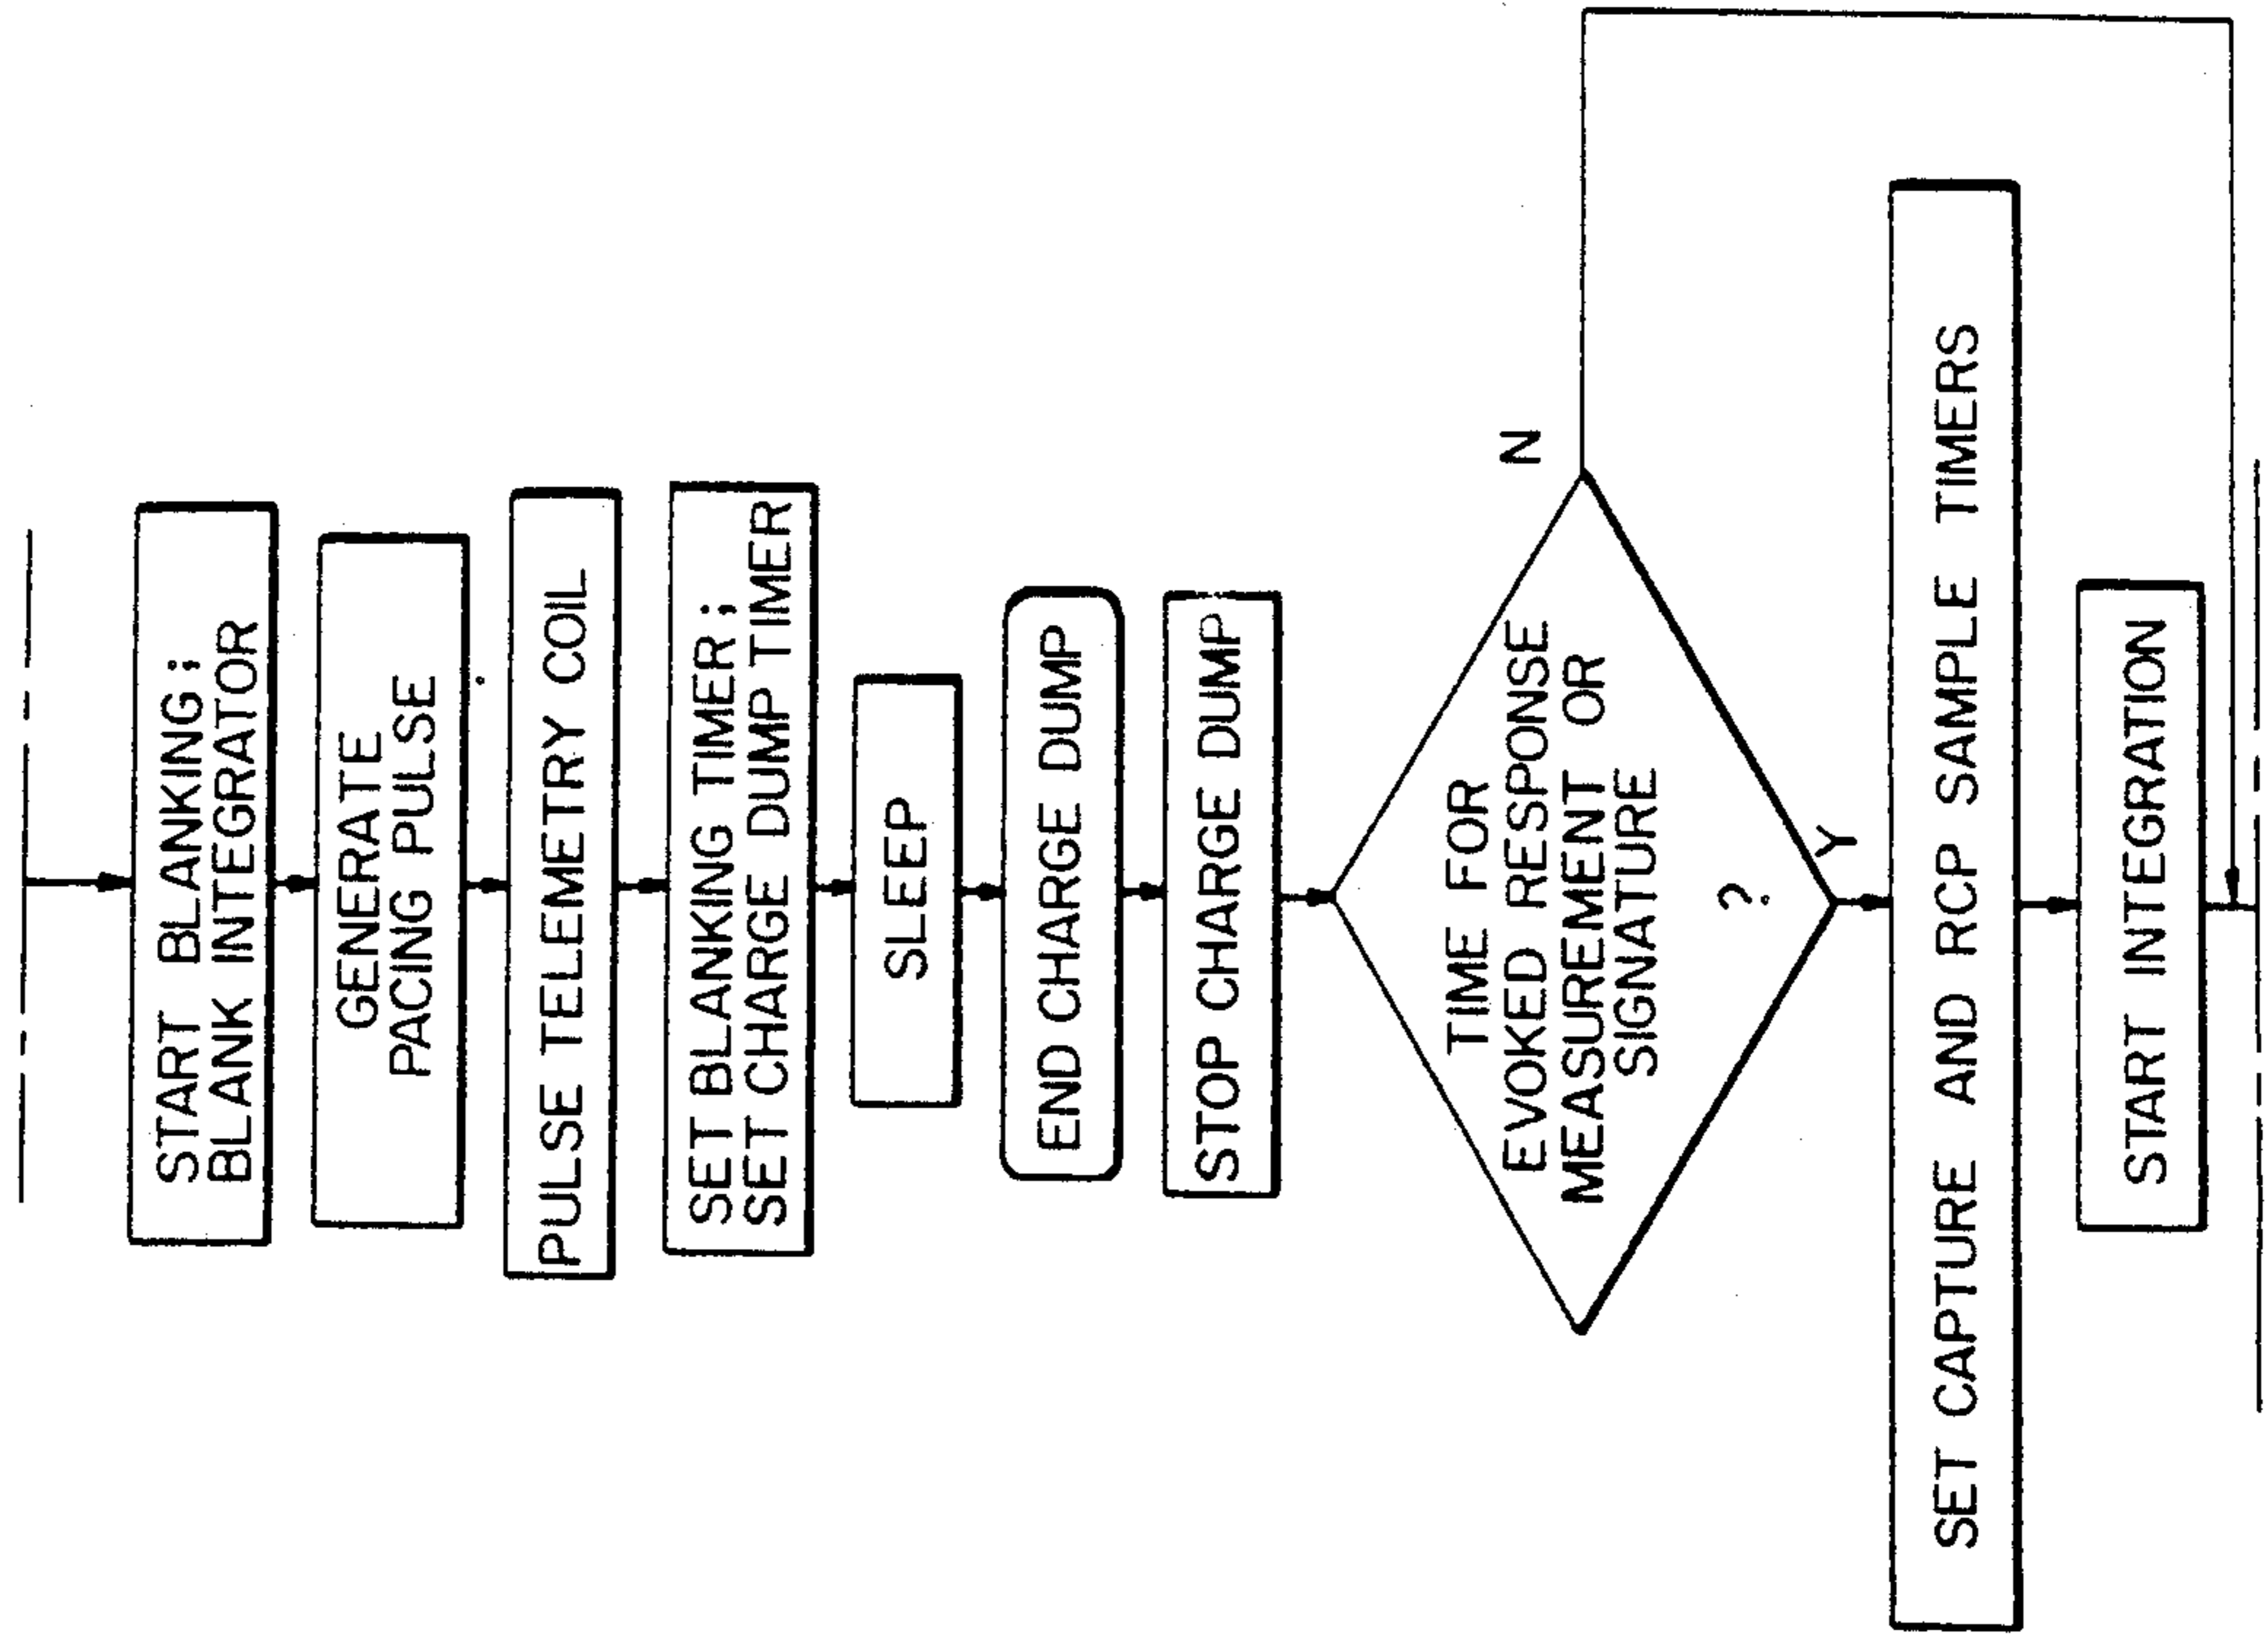 START BLANKING;
BLANK INTEGRATOR
GENERATE
PACING PULSE
PULSE TELEMETRY COIL
SET BLANKING TIMER;
SET CHARGE DUMP TIMER
SLEEP
END CHARGE DUMP
STOP CHARGE DUMP
TIME FOR
EVOKED RESPONSE
MEASUREMENT OR
SIGNATURE
?
N
Y
SET CAPTURE AND RCP SAMPLE TIMERS
START INTEGRATION